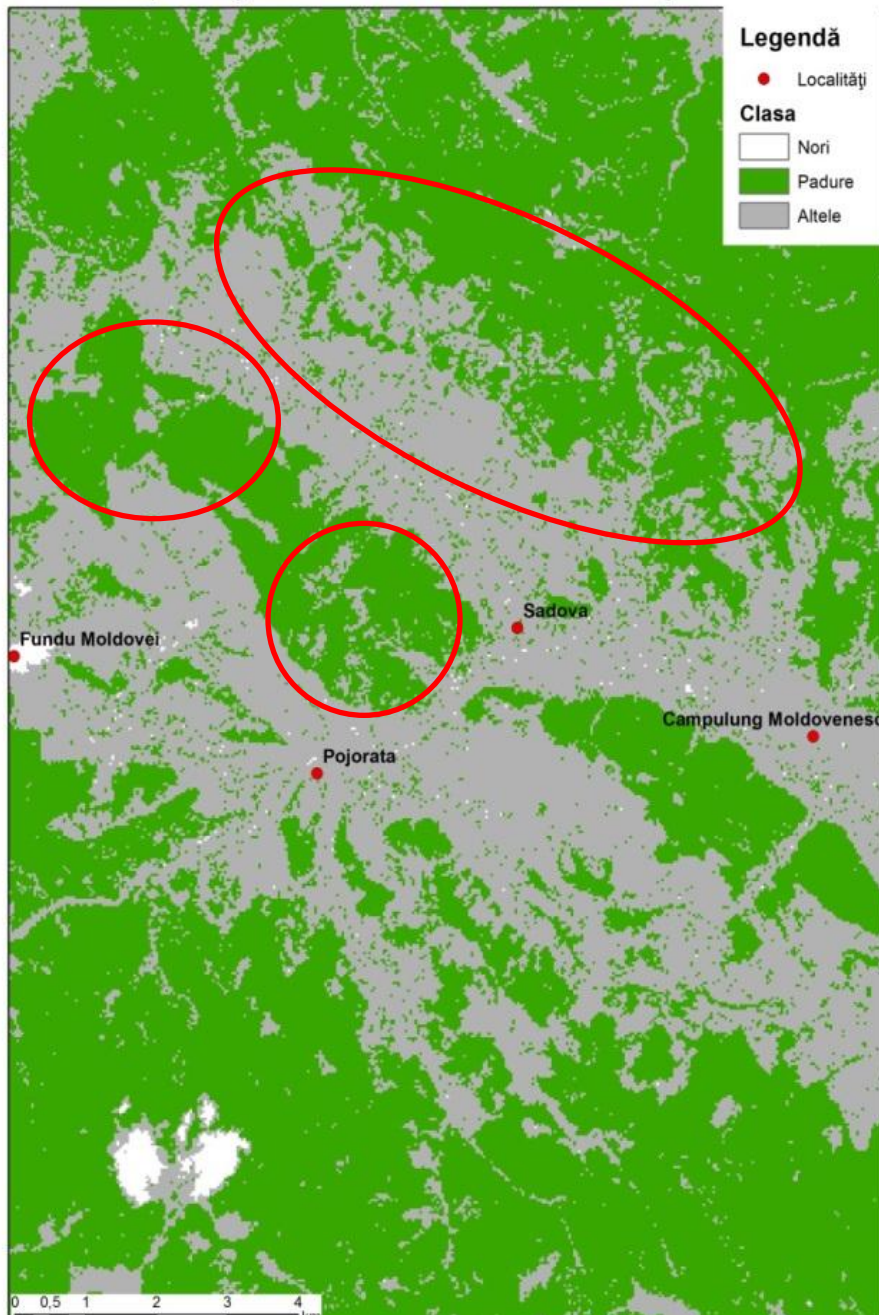 Legendă
Localităţi
Clasa
Nori
Padure
Altele
Sadova
Fundu Moldovei
Campulung Moldovenesc
Pojorata
0 0,5 1 2 3 4